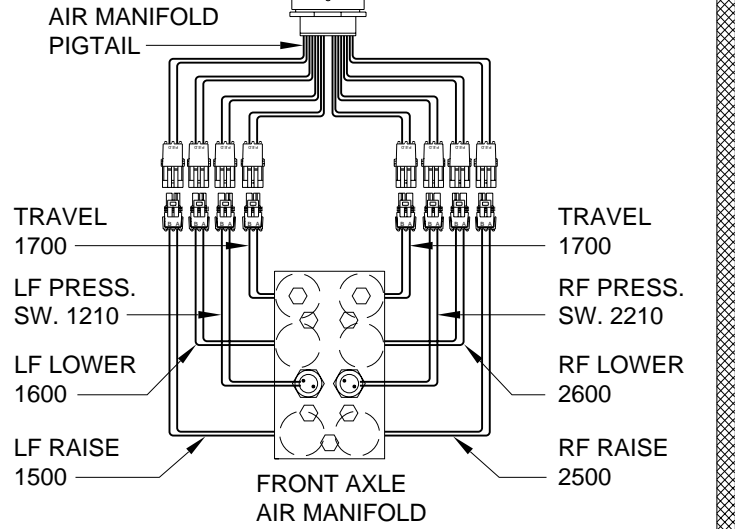 AIR MANIFOLD
PIGTAIL
TRAVEL
1700
LF PRESS.
SW. 1210
LF LOWER
1600
LF RAISE
1500
TRAVEL
1700
RF PRESS.
SW. 2210
RF LOWER
2600
RF RAISE
2500
FRONT AXLE
AIR MANIFOLD